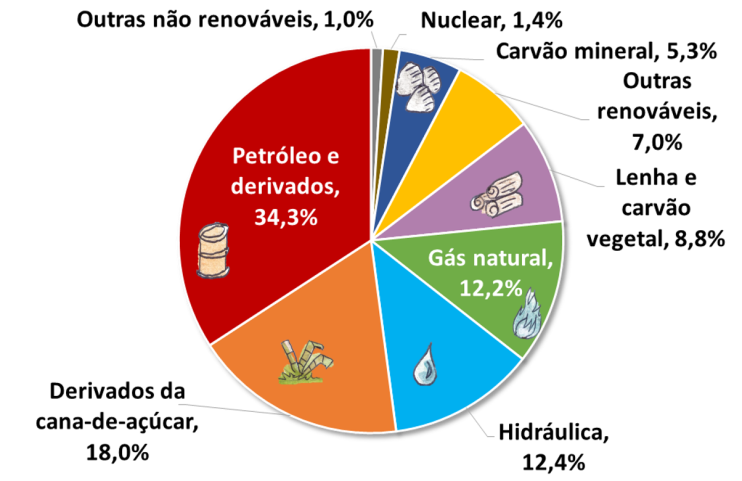 Outras não renováveis, 1,0%
Nuclear, 1,4%
Carvão mineral, 5,3%
Outras
renováveis,
7,0%
Lenha e
carvão
vegetal, 8,8%
Gás natural,
12,2%
Hidráulica,
12,4%
Derivados da
cana-de-açúcar,
18,0%
Petróleo e
derivados,
34,3%